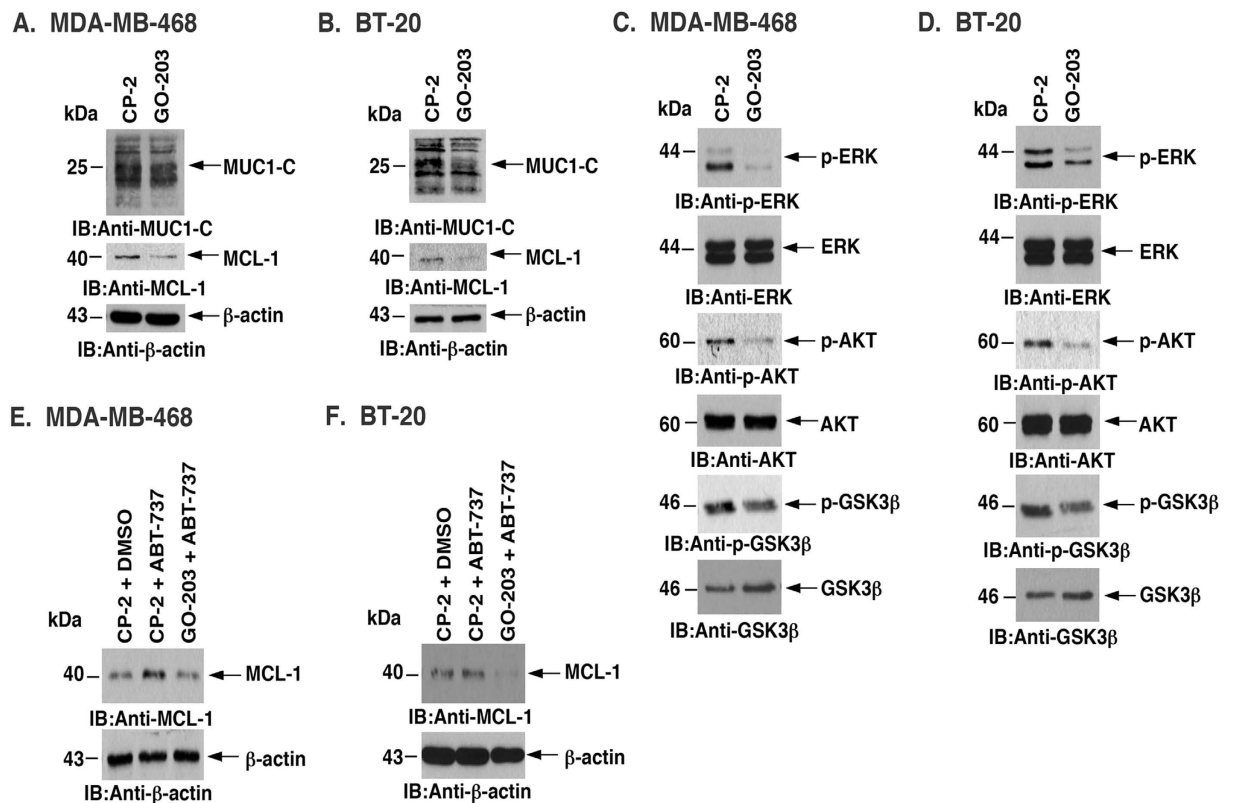 A. MDA-MB-468
kDa
CP-2
GO-203
25
MUC1-C
IB:Anti-MUC1-C
40
MCL-1
IB:Anti-MCL-1
43
β-actin
IB:Anti-β-actin
B. BT-20
kDa
CP-2
GO-203
25
MUC1-C
IB:Anti-MUC1-C
40
MCL-1
IB:Anti-MCL-1
43
β-actin
IB:Anti-β-actin
C. MDA-MB-468
kDa
CP-2
GO-203
44
p-ERK
IB:Anti-p-ERK
44
ERK
IB:Anti-ERK
60
p-AKT
IB:Anti-p-AKT
60
AKT
IB:Anti-AKT
46
p-GSK3β
IB:Anti-p-GSK3β
46
GSK3β
IB:Anti-GSK3β
D. BT-20
kDa
CP-2
GO-203
44
p-ERK
IB:Anti-p-ERK
44
ERK
IB:Anti-ERK
60
p-AKT
IB:Anti-p-AKT
60
AKT
IB:Anti-AKT
46
p-GSK3β
IB:Anti-p-GSK3β
46
GSK3β
IB:Anti-GSK3β
E. MDA-MB-468
kDa
CP-2 + DMSO
CP-2 + ABT-737
GO-203 + ABT-737
40
MCL-1
IB:Anti-MCL-1
43
β-actin
IB:Anti-β-actin
F. BT-20
kDa
CP-2 + DMSO
CP-2 + ABT-737
GO-203 + ABT-737
40
MCL-1
IB:Anti-MCL-1
43
β-actin
IB:Anti-β-actin